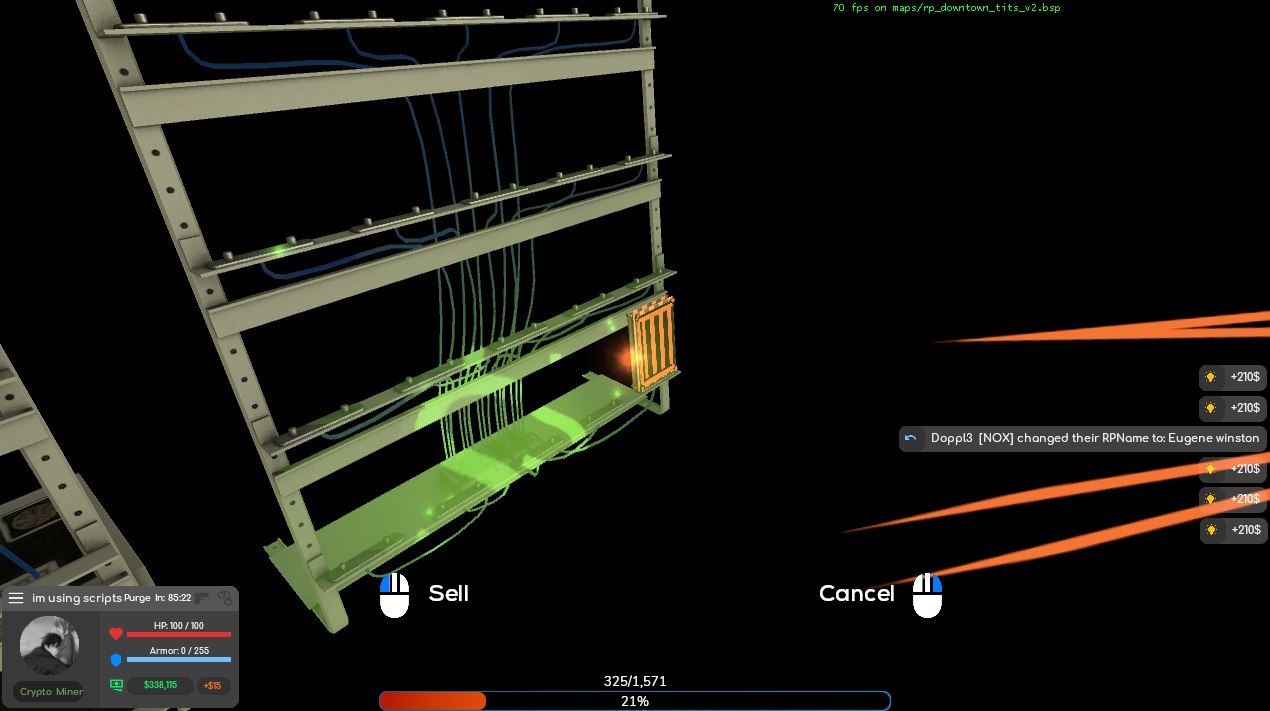 70 fps on maps/rp_downtown_tits_v2.bsp
+210$
+210$
Doppl3 [NOX] changed their RPName to: Eugene winston
+210$
+210$
+210$
Sell
Cancel
im using scripts Purge In: 85:22
HP: 100 / 100
Armor: 0 / 255
Crypto Miner
$338,115
+$15
325/1,571
21%